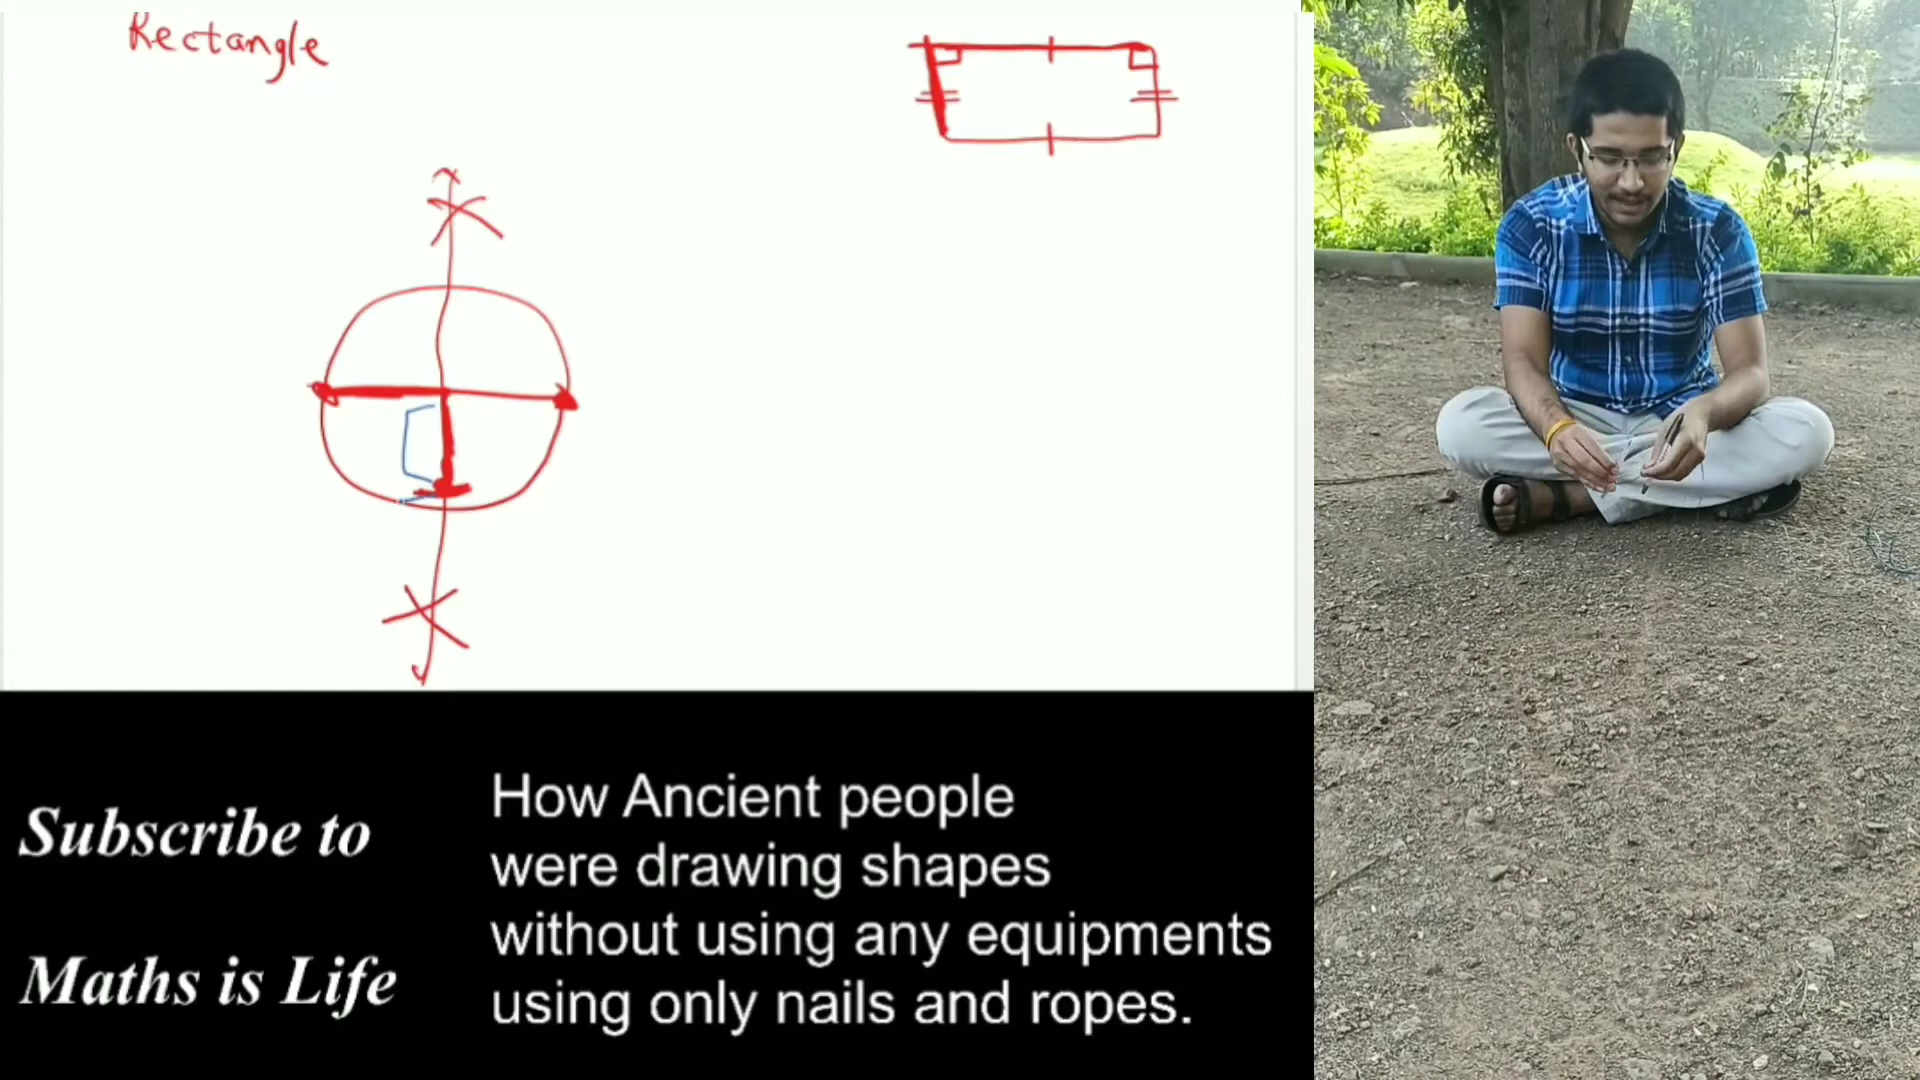 Rectangle
How Ancient people
were drawing shapes
without using any equipments
using only nails and ropes.
Subscribe to
Maths is Life